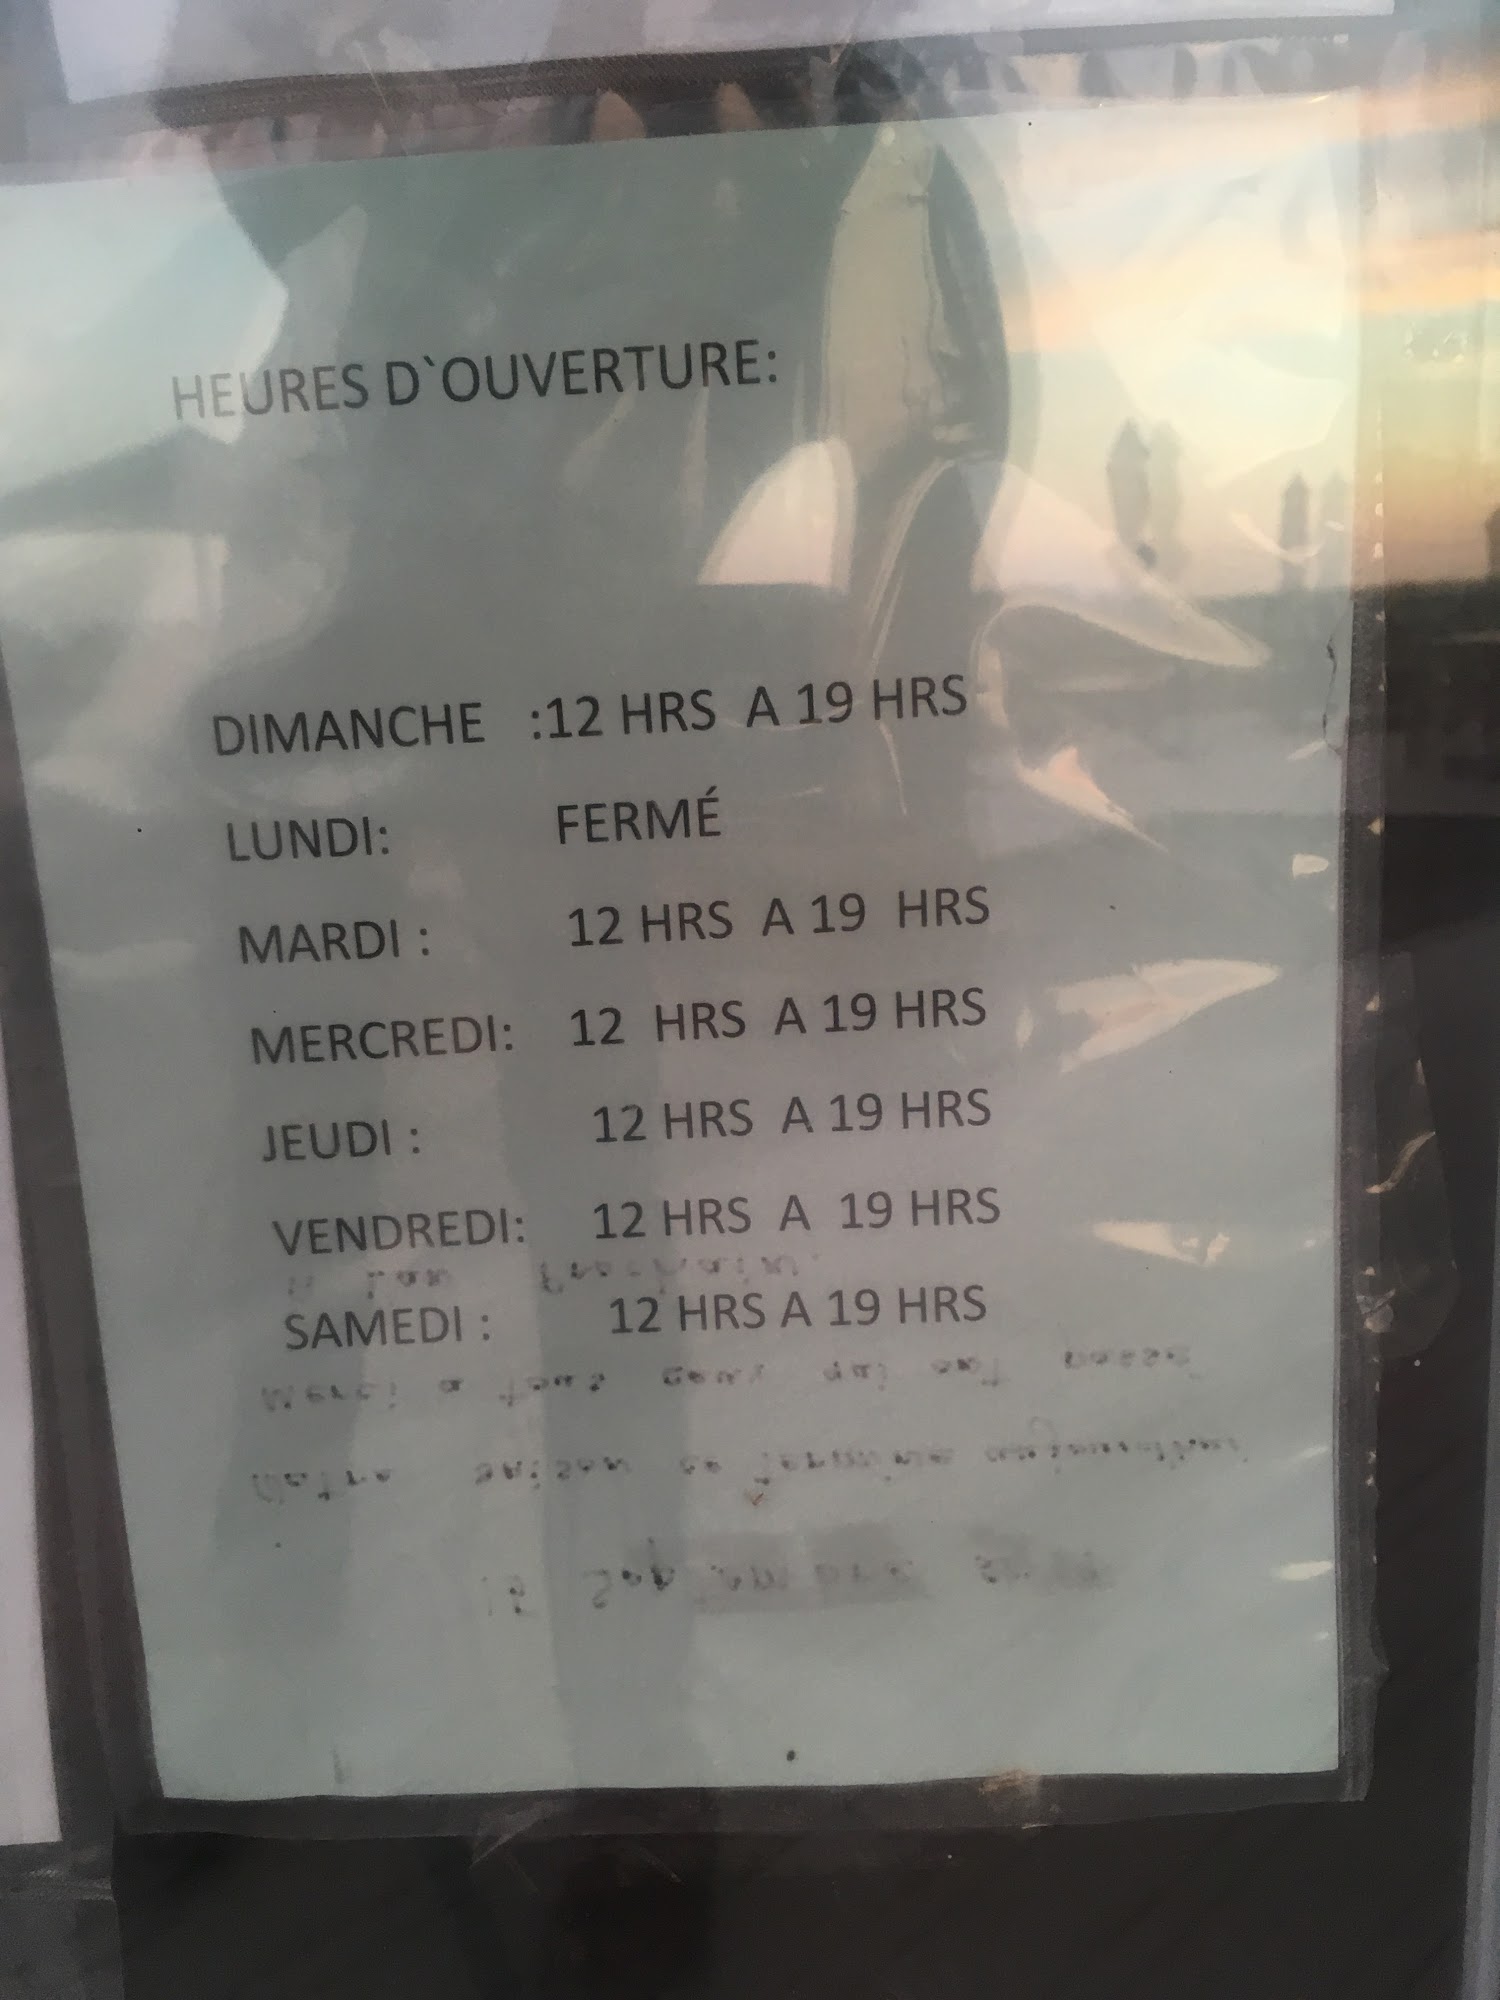 HEURES D`OUVERTURE:
DIMANCHE :12 HRS A 19 HRS
LUNDI: FERMÉ
MARDI : 12 HRS A 19 HRS
MERCREDI: 12 HRS A 19 HRS
JEUDI : 12 HRS A 19 HRS
VENDREDI: 12 HRS A 19 HRS
SAMEDI : 12 HRS A 19 HRS